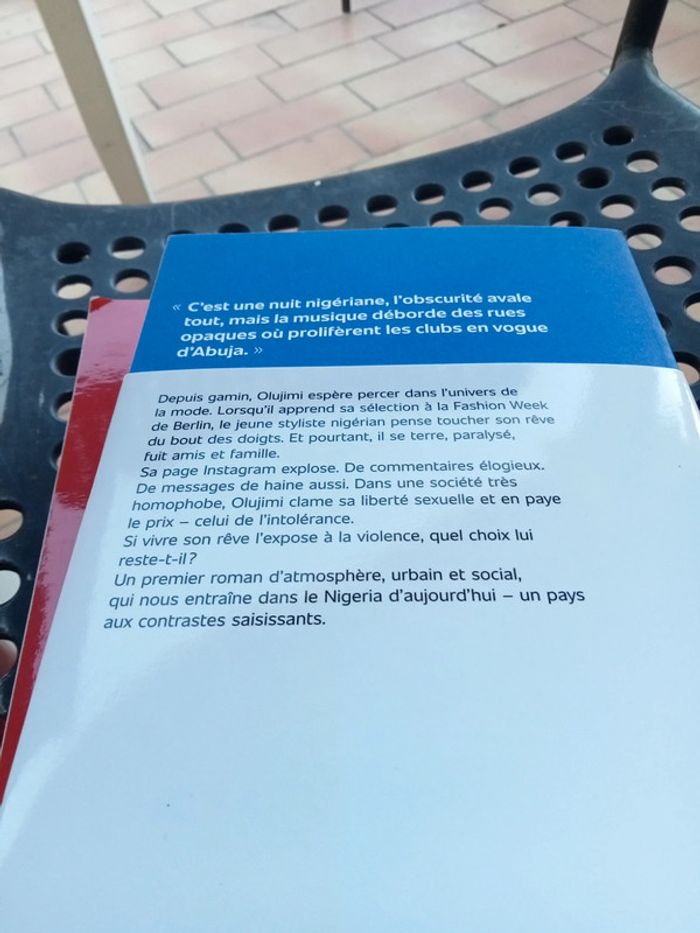 « C'est une nuit nigériane, l'obscurité avale
tout, mais la musique déborde des rues
opaques où prolifèrent les clubs en vogue
d'Abuja. »
Depuis gamin, Olujimi espère percer dans l'univers de
la mode. Lorsqu'il apprend sa sélection à la Fashion Week
de Berlin, le jeune styliste nigérian pense toucher son rêve
du bout des doigts. Et pourtant, il se terre, paralysé,
fuit amis et famille.
Sa page Instagram explose. De commentaires élogieux.
De messages de haine aussi. Dans une société très
homophobe, Olujimi clame sa liberté sexuelle et en paye
le prix – celui de l'intolérance.
Si vivre son rêve l'expose à la violence, quel choix lui
reste-t-il ?
Un premier roman d'atmosphère, urbain et social,
qui nous entraîne dans le Nigeria d'aujourd'hui – un pays
aux contrastes saisissants.